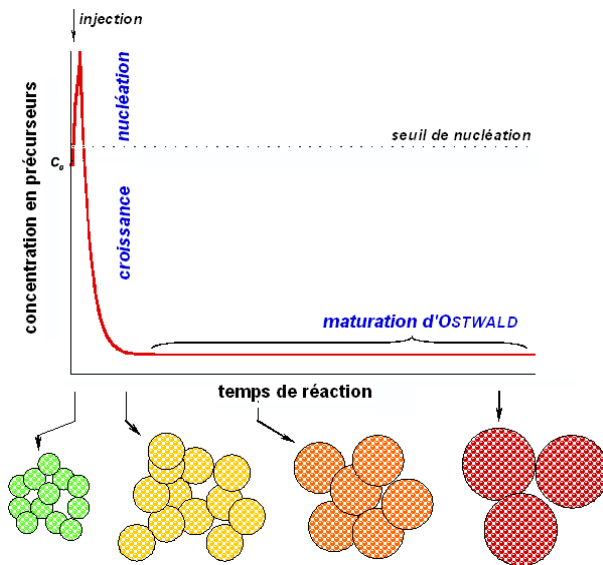 injection
nucléation
seuil de nucléation
C₀
concentration en précurseurs
croissance
maturation d'OSTWALD
temps de réaction